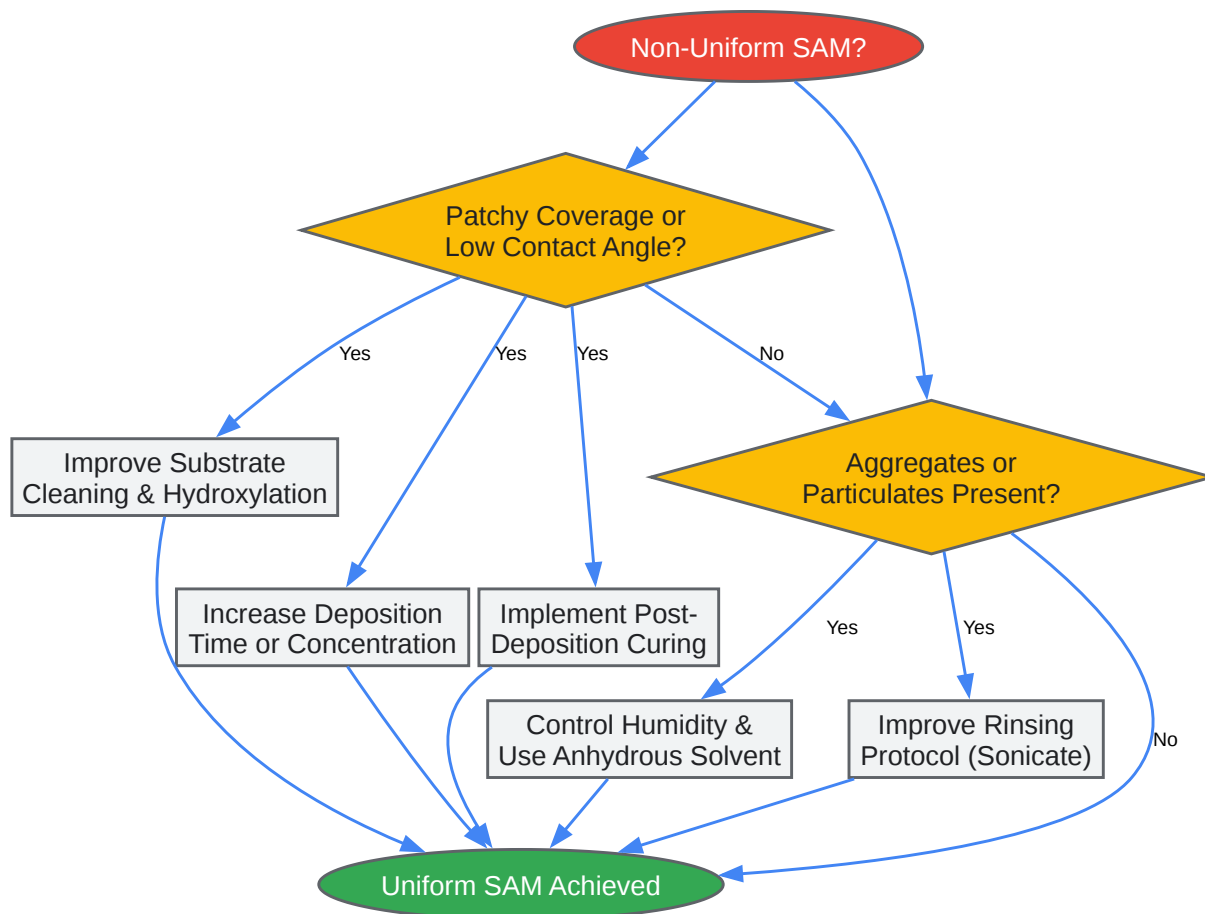 Non-Uniform SAM?
Patchy Coverage or
Low Contact Angle?
Yes
Yes
Yes
No
Improve Substrate
Cleaning & Hydroxylation
Aggregates or
Particulates Present?
Increase Deposition
Time or Concentration
Implement Post-
Deposition Curing
Yes
Yes
No
Control Humidity &
Use Anhydrous Solvent
Improve Rinsing
Protocol (Sonicate)
Uniform SAM Achieved